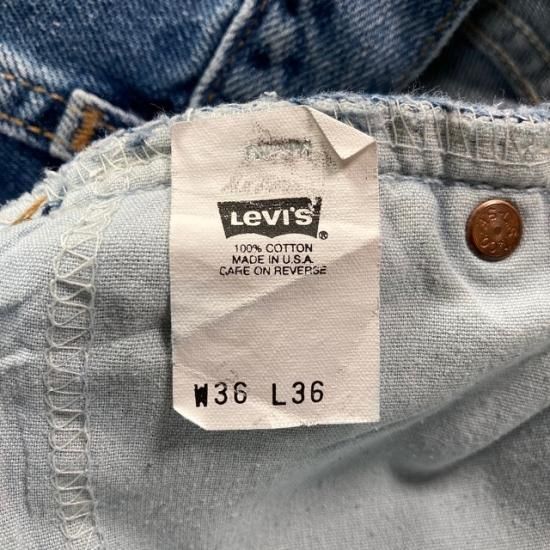 LEVI'S®
100% COTTON
MADE IN U.S.A.
CARE ON REVERSE
W36 L36